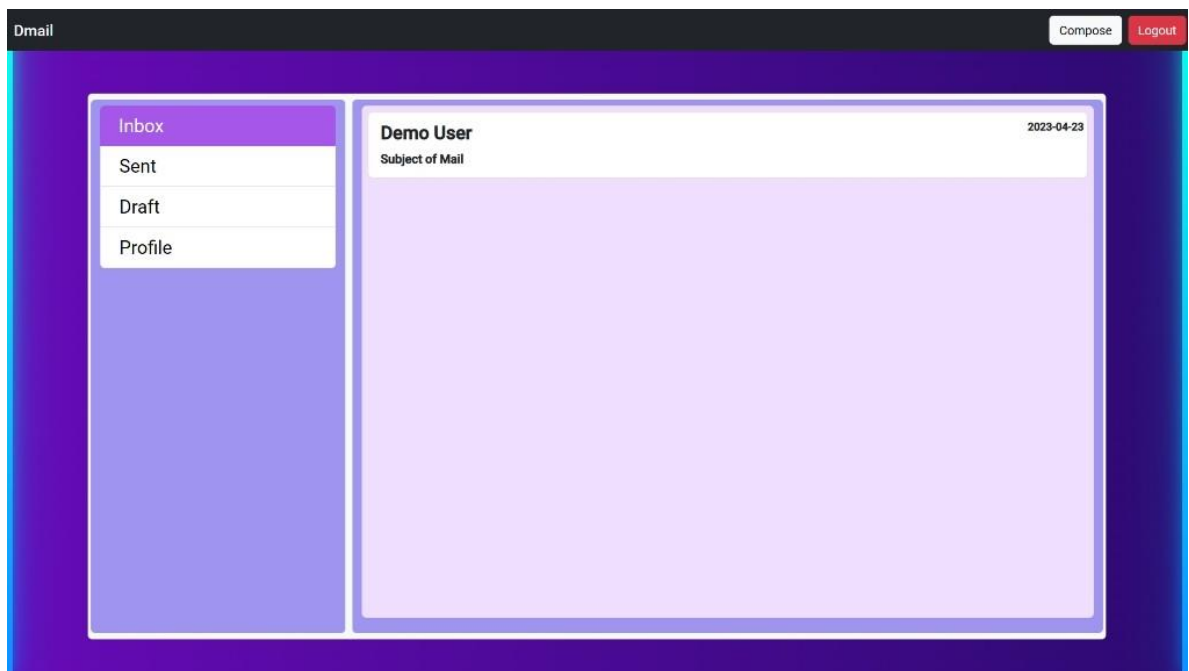 Dmail
Compose
Logout
Inbox
Sent
Draft
Profile
Demo User
2023-04-23
Subject of Mail